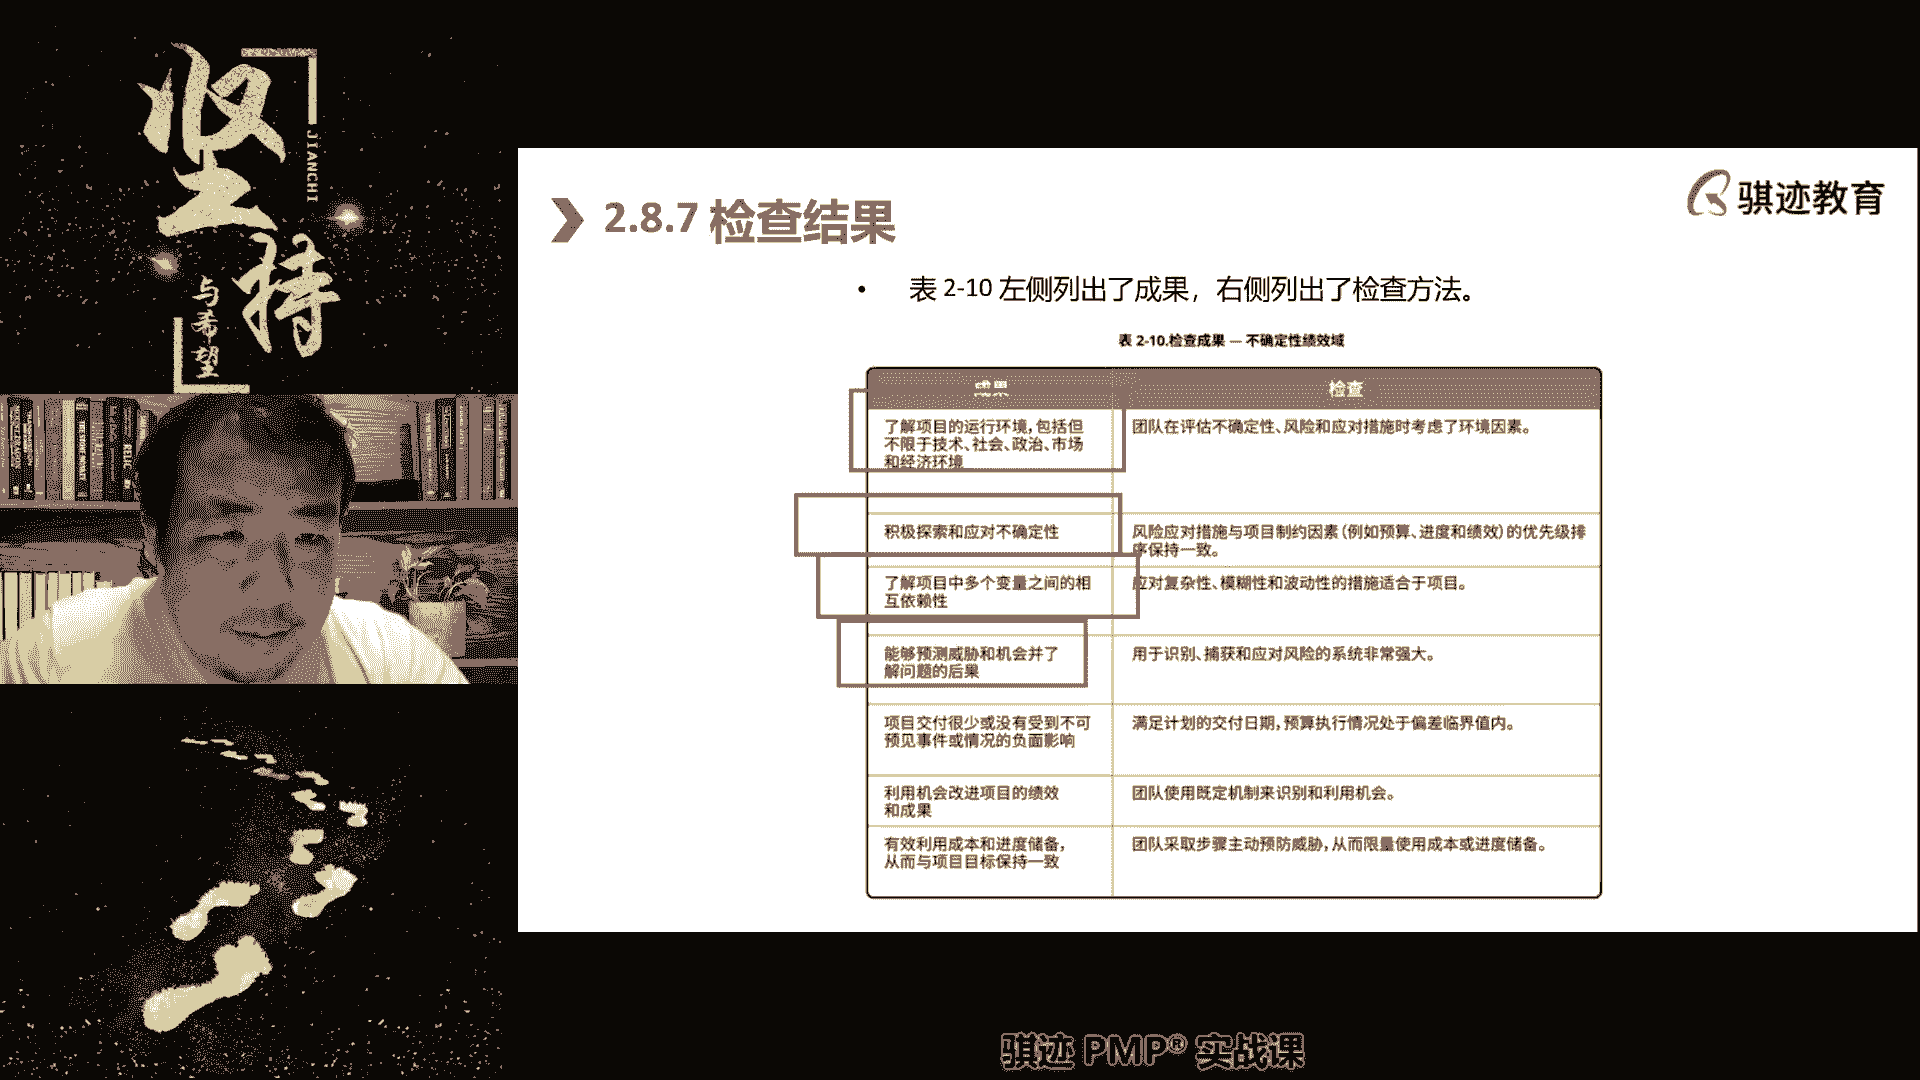 坚持
JIANCHI
与希望
骐迹教育
2.8.7 检查结果
• 表 2-10 左侧列出了成果，右侧列出了检查方法。
表 2-10.检查成果 — 不确定性绩效域
成果
检查
了解项目的运行环境，包括但
不限于技术、社会、政治、市场
和经济环境
团队在评估不确定性、风险和应对措施时考虑了环境因素。
积极探索和应对不确定性
风险应对措施与项目制约因素（例如预算、进度和绩效）的优先级排
序保持一致。
了解项目中多个变量之间的相
互依赖性
应对复杂性、模糊性和波动性的措施适合于项目。
能够预测威胁和机会并了
解问题的后果
用于识别、捕获和应对风险的系统非常强大。
项目交付很少或没有受到不可
预见事件或情况的负面影响
满足计划的交付日期，预算执行情况处于偏差临界值内。
利用机会改进项目的绩效
和成果
团队使用既定机制来识别和利用机会。
有效利用成本和进度储备，
从而与项目目标保持一致
团队采取步骤主动预防威胁，从而限量使用成本或进度储备。
骐迹 PMP® 实战课